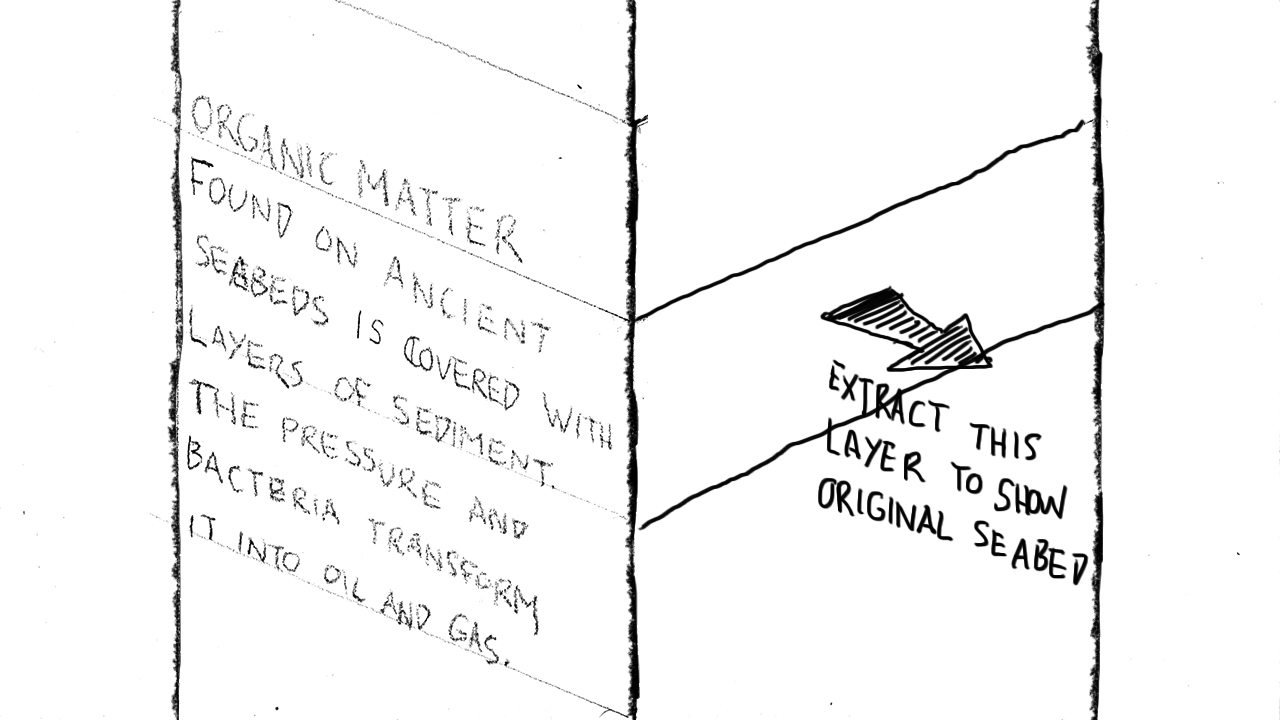 ORGANIC MATTER
FOUND ON ANCIENT
SEABEDS IS COVERED WITH
LAYERS OF SEDIMENT.
THE PRESSURE AND
BACTERIA TRANSFORM
IT INTO OIL AND GAS.
EXTRACT THIS
LAYER TO SHOW
ORIGINAL SEABED